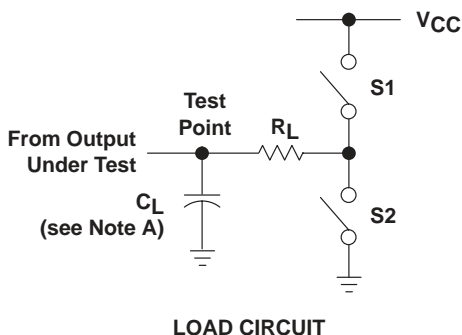 VCC
S1
Test
Point
RL
From Output
Under Test
CL
(see Note A)
S2
LOAD CIRCUIT